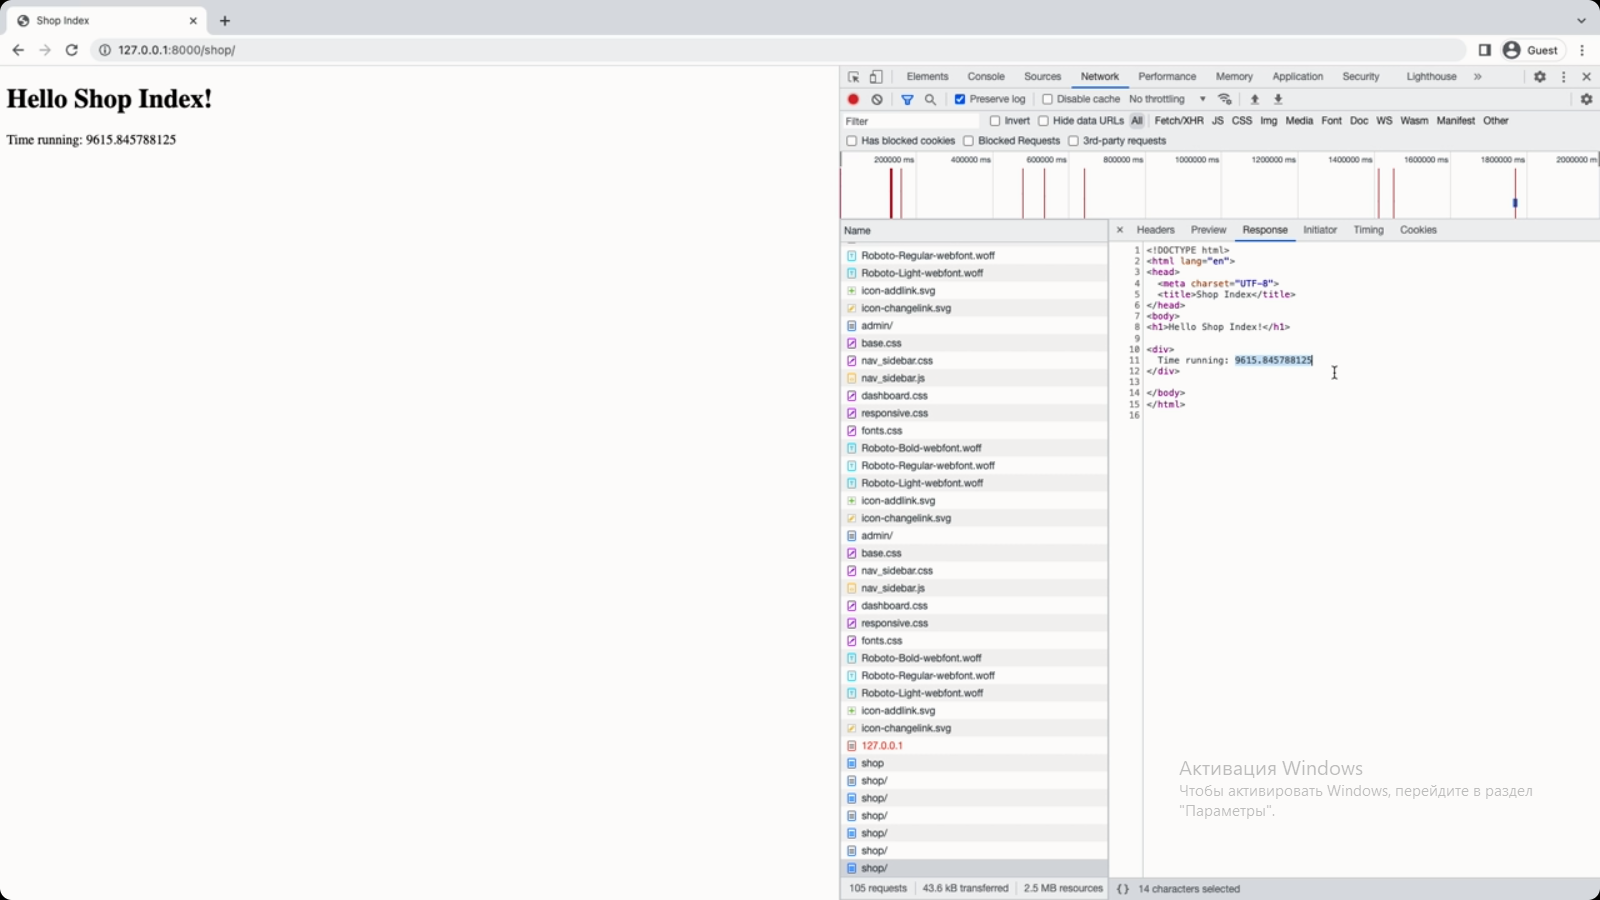 Shop Index
127.0.0.1:8000/shop/
Guest
Hello Shop Index!
Time running: 9615.845788125
Elements Console Sources Network Performance Memory Application Security Lighthouse »
Preserve log Disable cache No throttling
Filter Invert Hide data URLs All Fetch/XHR JS CSS Img Media Font Doc WS Wasm Manifest Other
Has blocked cookies Blocked Requests 3rd-party requests
200000 ms 400000 ms 600000 ms 800000 ms 1000000 ms 1200000 ms 1400000 ms 1600000 ms 1800000 ms 2000000 m
Name
Roboto-Regular-webfont.woff
Roboto-Light-webfont.woff
icon-addlink.svg
icon-changelink.svg
admin/
base.css
nav_sidebar.css
nav_sidebar.js
dashboard.css
responsive.css
fonts.css
Roboto-Bold-webfont.woff
Roboto-Regular-webfont.woff
Roboto-Light-webfont.woff
icon-addlink.svg
icon-changelink.svg
admin/
base.css
nav_sidebar.css
nav_sidebar.js
dashboard.css
responsive.css
fonts.css
Roboto-Bold-webfont.woff
Roboto-Regular-webfont.woff
Roboto-Light-webfont.woff
icon-addlink.svg
icon-changelink.svg
127.0.0.1
shop
shop/
shop/
shop/
shop/
shop/
shop/
105 requests 43.6 kB transferred 2.5 MB resources
Headers Preview Response Initiator Timing Cookies
1 <!DOCTYPE html>
2 <html lang="en">
3 <head>
4 <meta charset="UTF-8">
5 <title>Shop Index</title>
6 </head>
7 <body>
8 <h1>Hello Shop Index!</h1>
9
10 <div>
11 Time running: 9615.845788125
12 </div>
13
14 </body>
15 </html>
16
Активация Windows
Чтобы активировать Windows, перейдите в раздел
"Параметры".
{} 14 characters selected